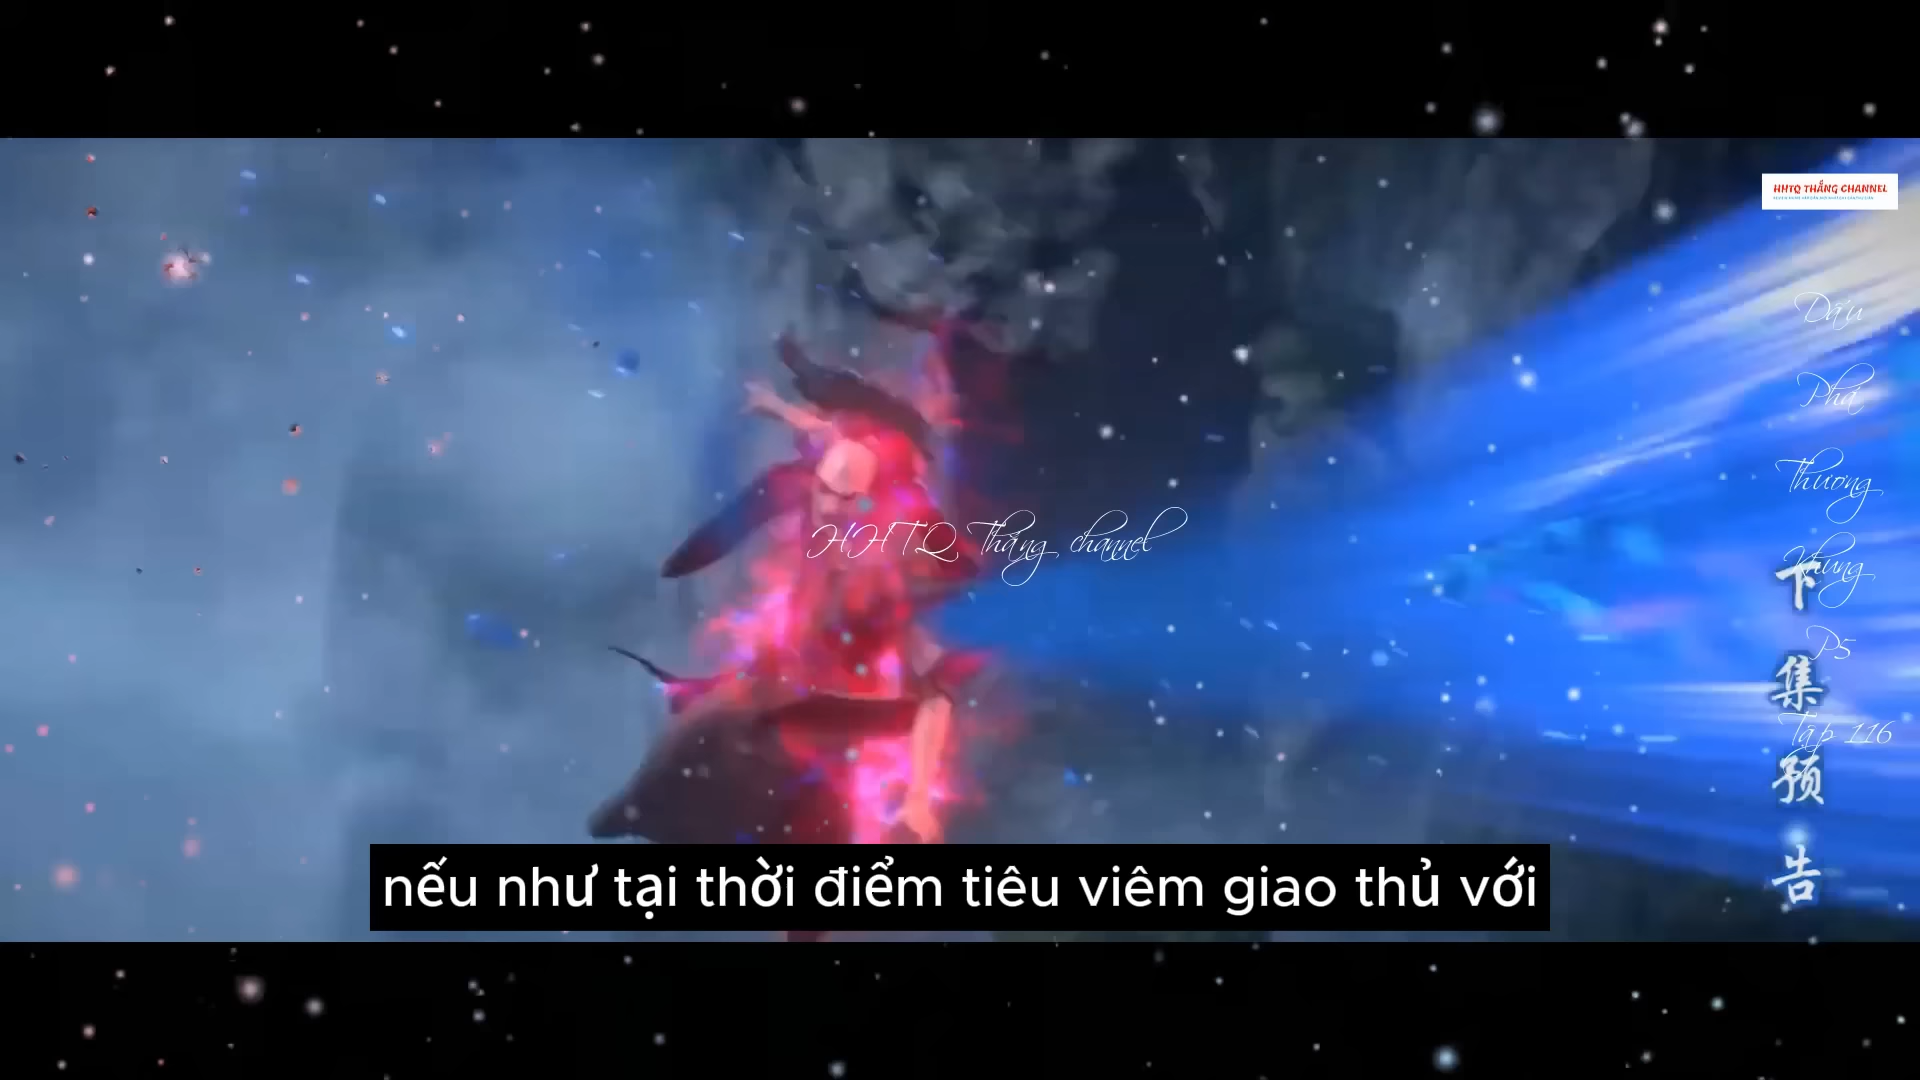 HHTQ THẮNG CHANNEL
Dấu
Phá
Thương
Khung
P5
Tập 116
HHTQ Thắng channel
下集预告
nếu như tại thời điểm tiêu viêm giao thủ với